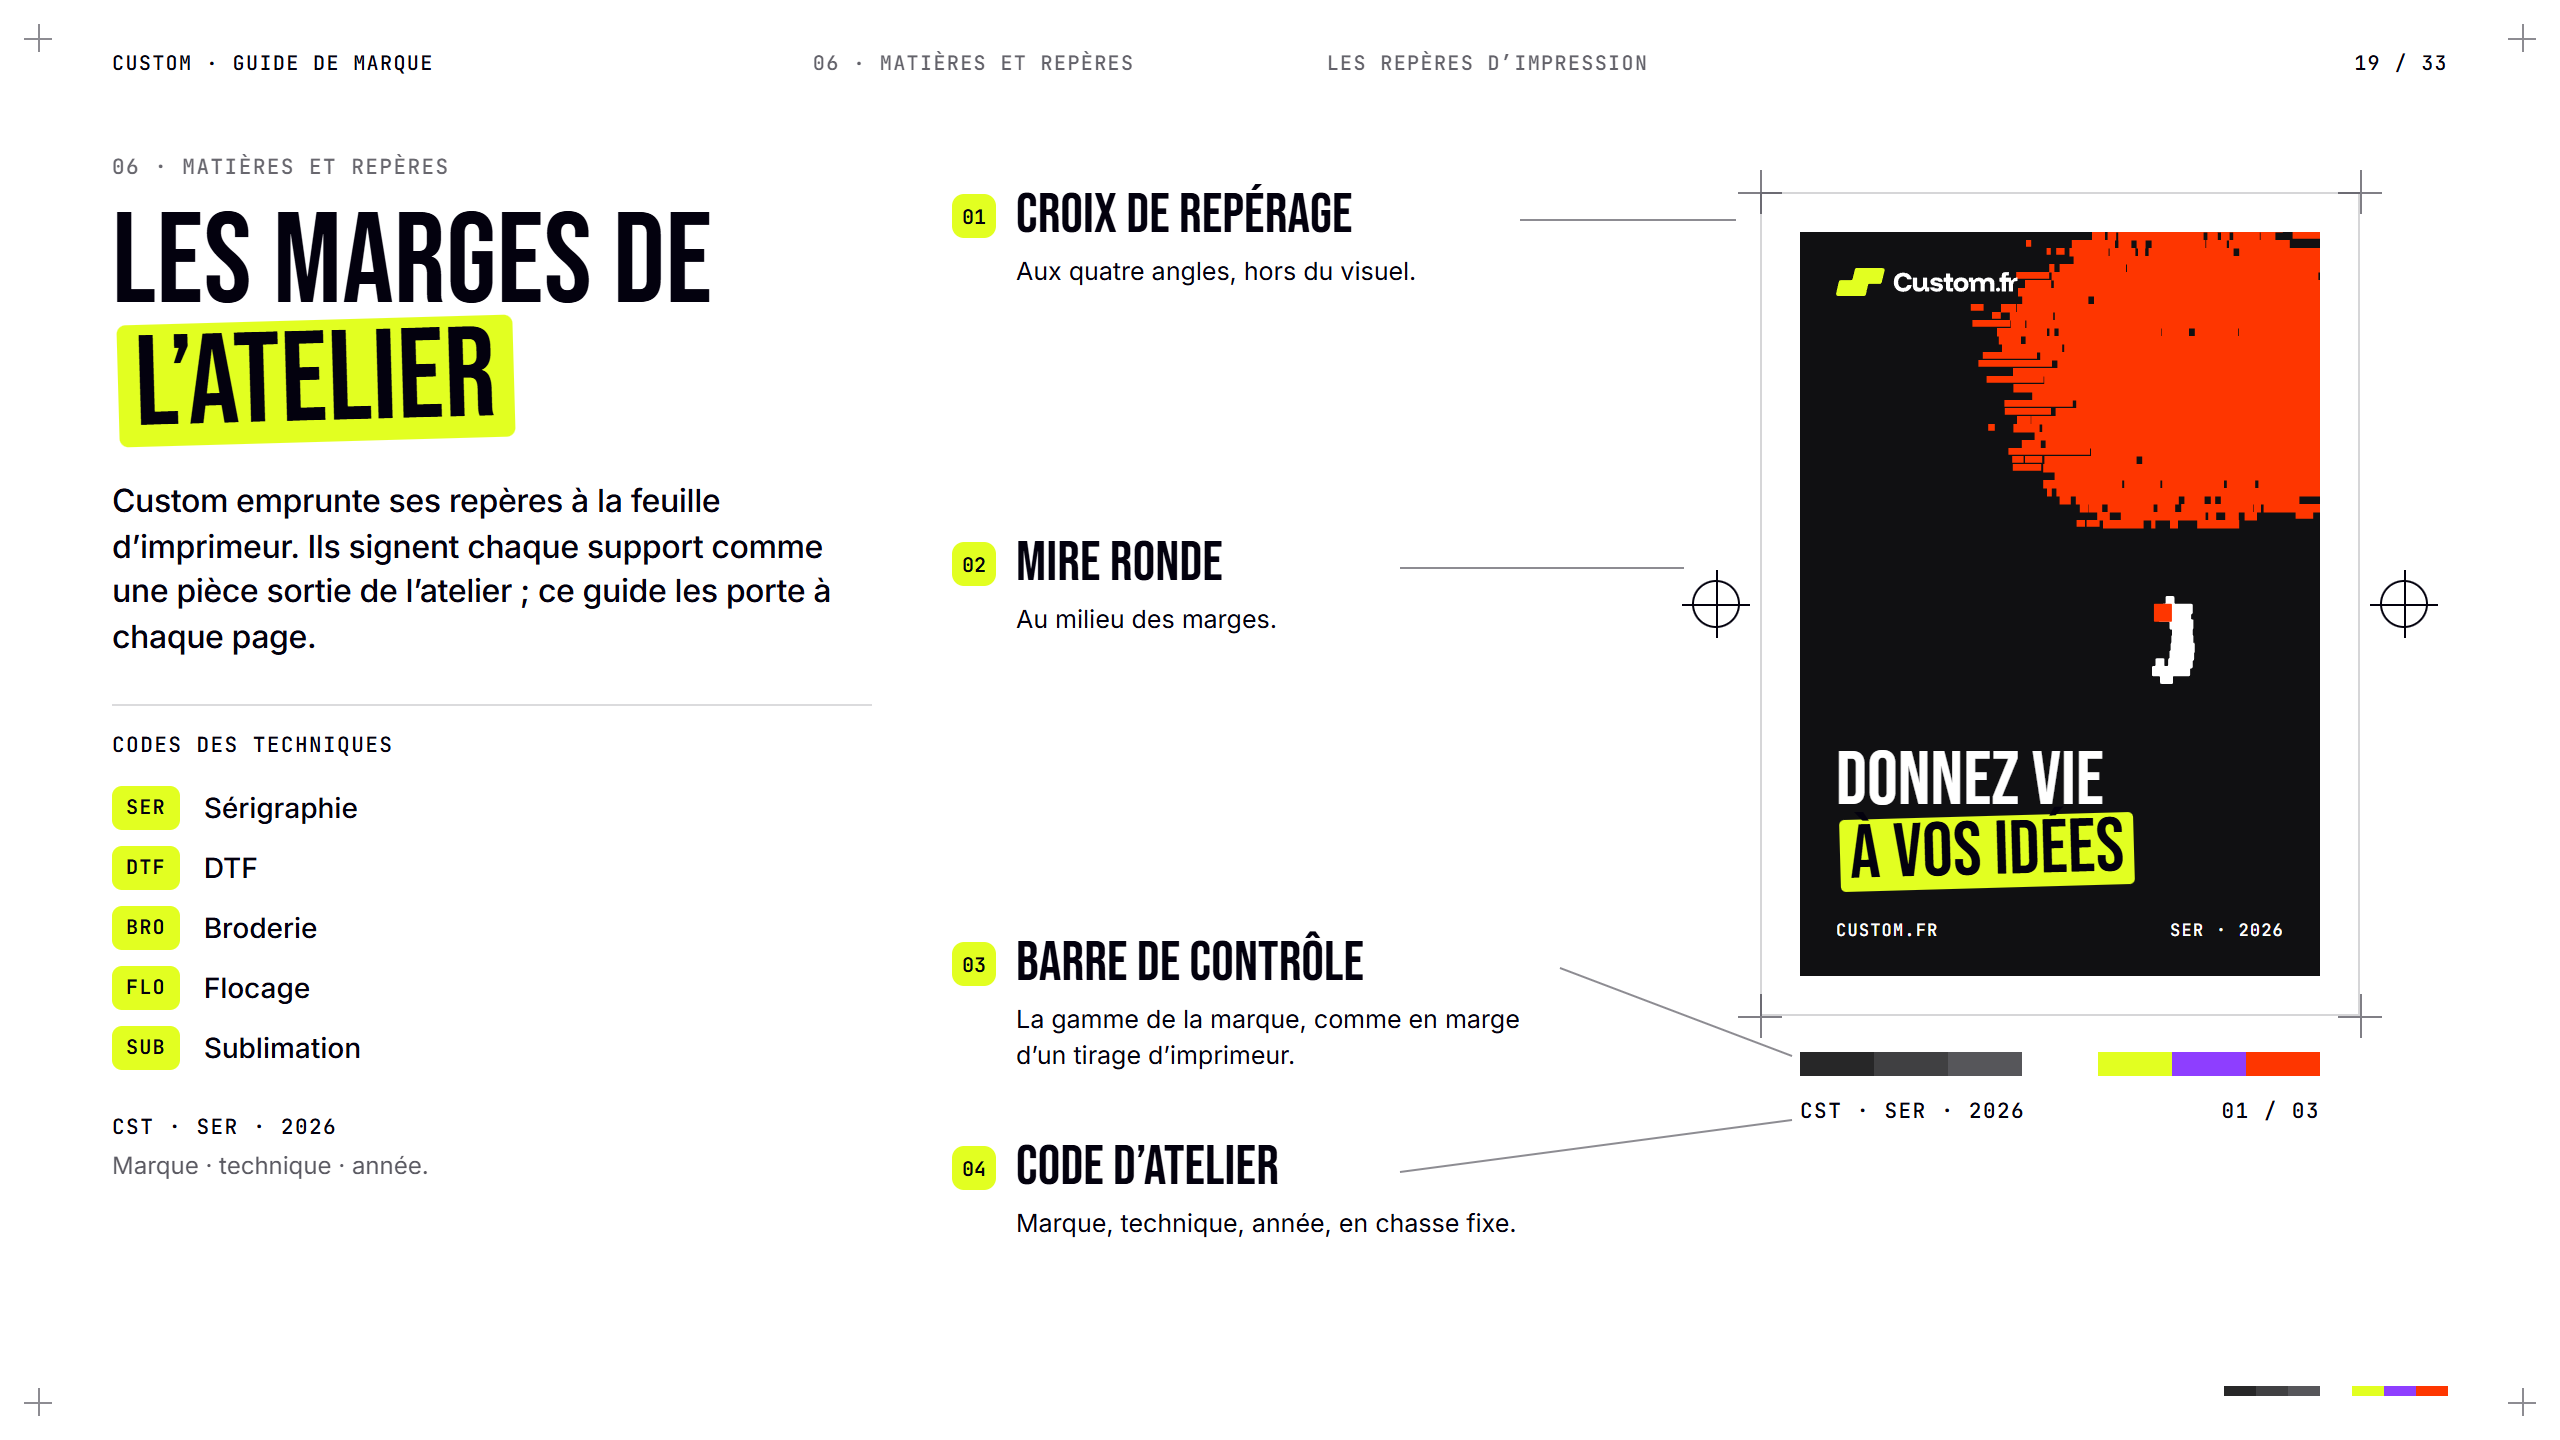 CUSTOM · GUIDE DE MARQUE
06 · MATIÈRES ET REPÈRES
LES REPÈRES D’IMPRESSION
19 / 33
06 · MATIÈRES ET REPÈRES
LES MARGES DE
L’ATELIER
Custom emprunte ses repères à la feuille
d’imprimeur. Ils signent chaque support comme
une pièce sortie de l’atelier ; ce guide les porte à
chaque page.
CODES DES TECHNIQUES
SER Sérigraphie
DTF DTF
BRO Broderie
FLO Flocage
SUB Sublimation
CST · SER · 2026
Marque · technique · année.
01 CROIX DE REPÉRAGE
Aux quatre angles, hors du visuel.
02 MIRE RONDE
Au milieu des marges.
03 BARRE DE CONTRÔLE
La gamme de la marque, comme en marge
d’un tirage d’imprimeur.
04 CODE D’ATELIER
Marque, technique, année, en chasse fixe.
Custom.fr
DONNEZ VIE
À VOS IDÉES
CUSTOM.FR
SER · 2026
CST · SER · 2026
01 / 03